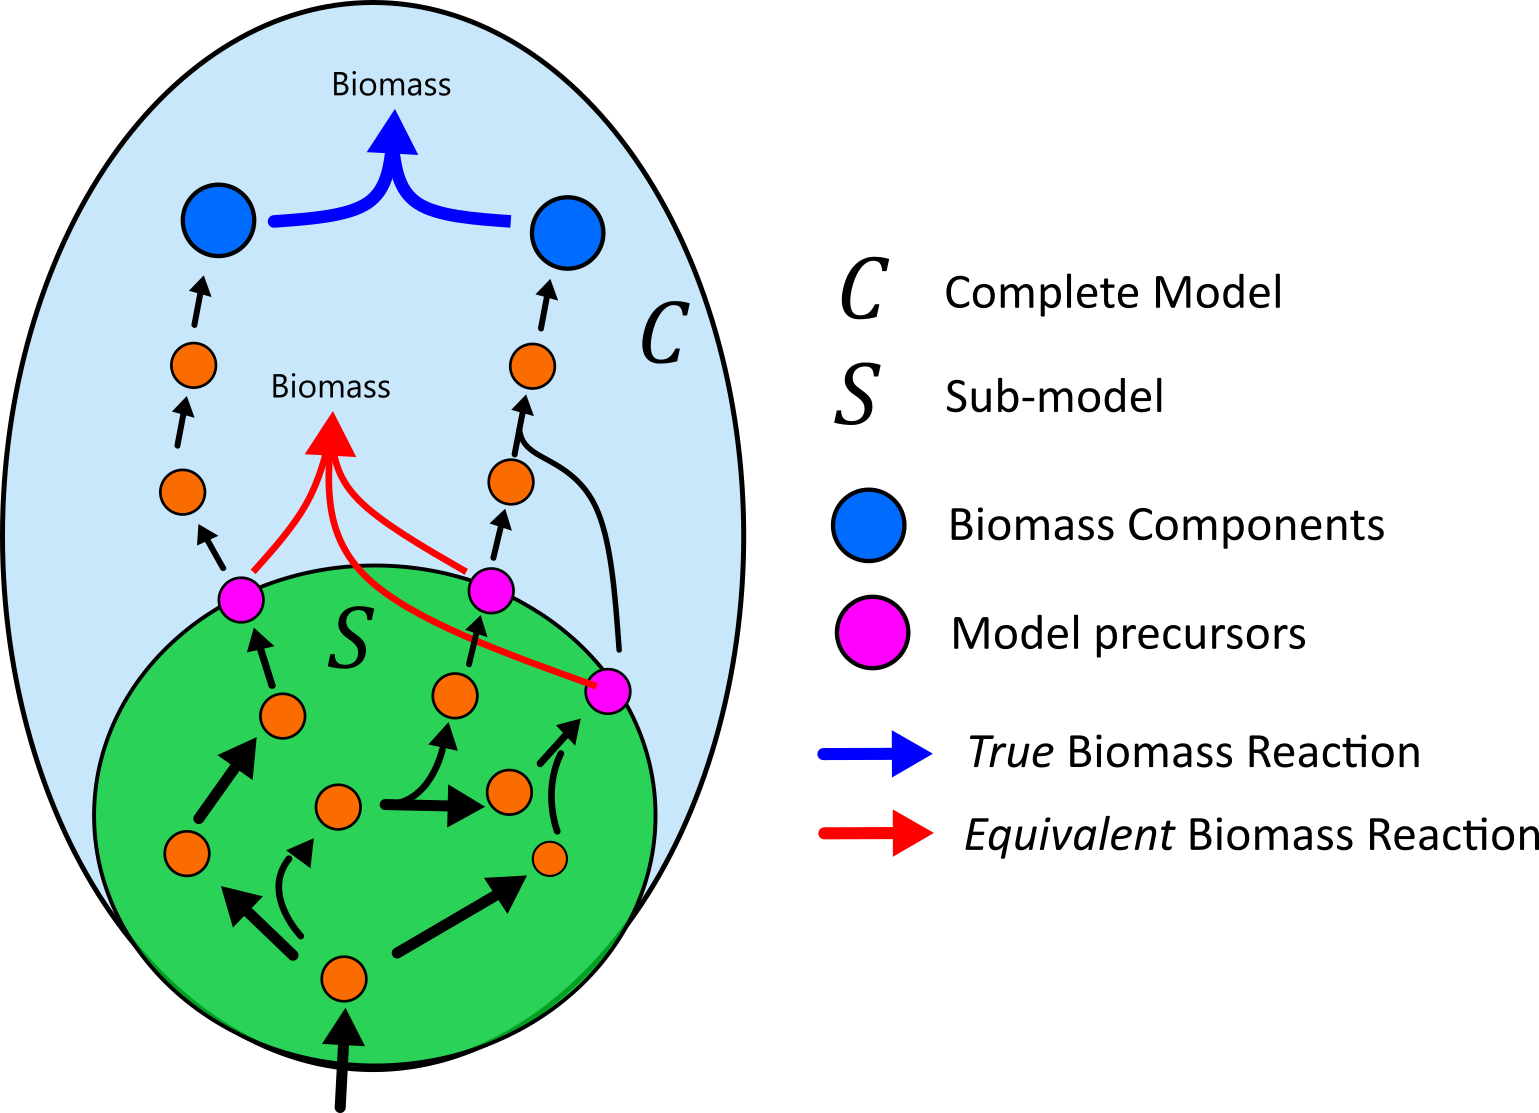 Biomass
C
Biomass
S
C Complete Model
S Sub-model
Biomass Components
Model precursors
True Biomass Reaction
Equivalent Biomass Reaction